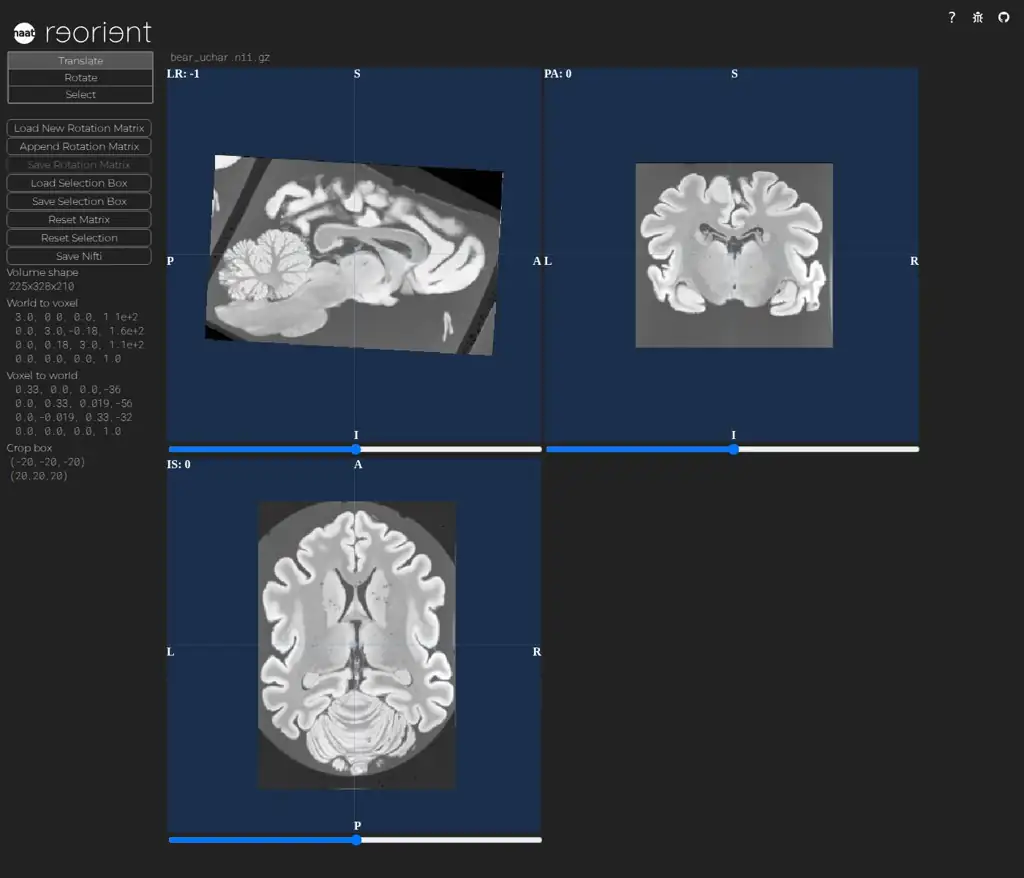 ?
naat reorient
Translate
Rotate
Select
Load New Rotation Matrix
Append Rotation Matrix
Save Rotation Matrix
Load Selection Box
Save Selection Box
Reset Matrix
Reset Selection
Save Nifti
Volume shape
225x328x210
World to voxel
3.0, 0.0, 0.0, 1.1e+2
0.0, 3.0,-0.18, 1.6e+2
0.0, 0.18, 3.0, 1.1e+2
0.0, 0.0, 0.0, 1.0
Voxel to world
0.33, 0.0, 0.0,-36
0.0, 0.33, 0.019,-56
0.0,-0.019, 0.33,-32
0.0, 0.0, 0.0, 1.0
Crop box
(-20,-20,-20)
(20,20,20)
bear_uchar.nii.gz
LR: -1
S
P
A
I
PA: 0
S
L
R
I
IS: 0
A
L
R
P